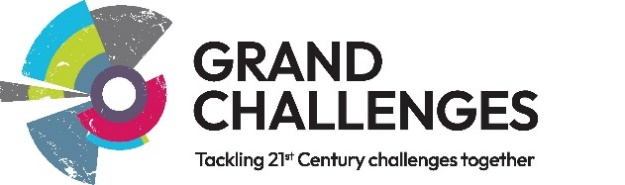 GRAND
CHALLENGES
Tackling 21st Century challenges together